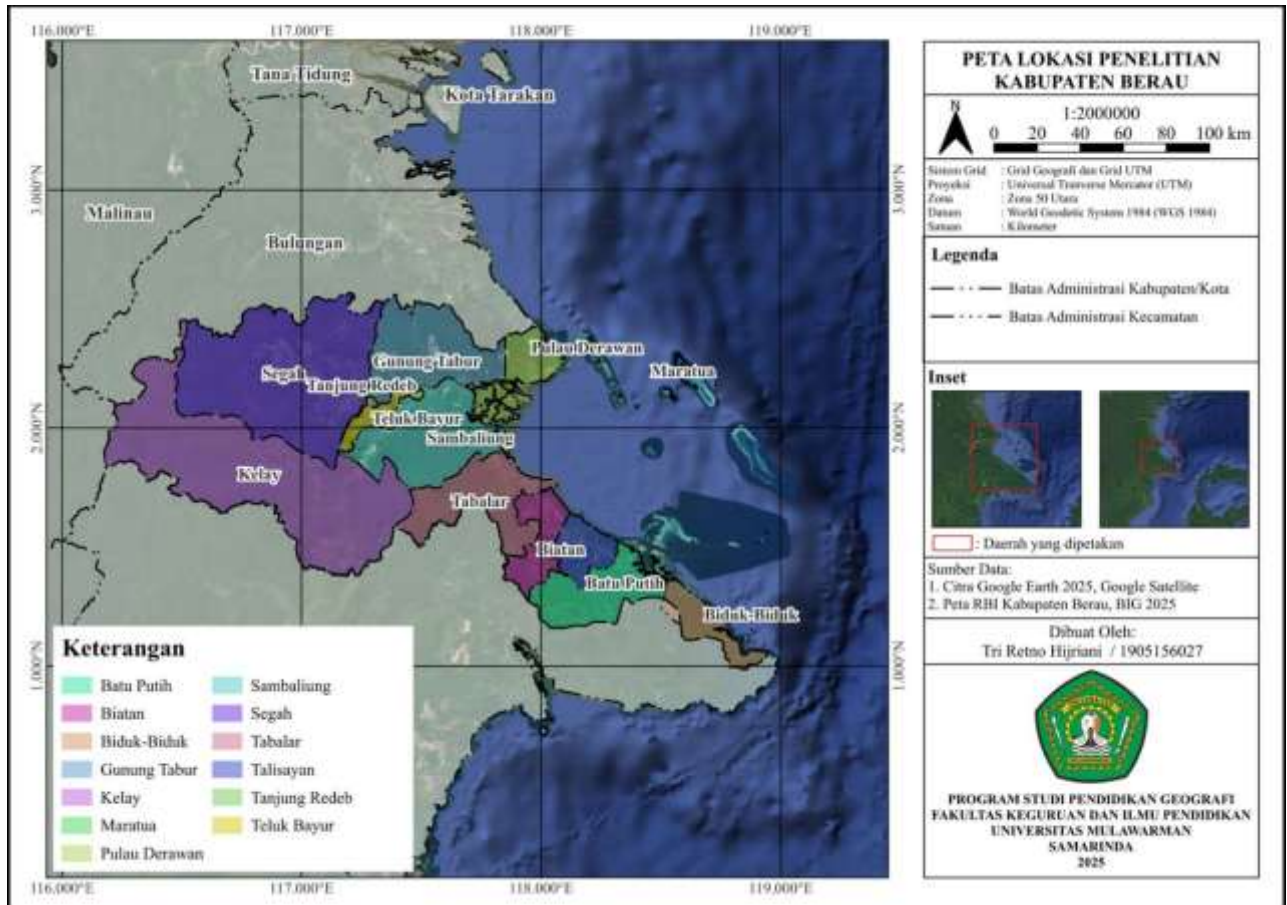 116.000°E 117.000°E 118.000°E 119.000°E
3.000°N
2.000°N
1.000°N
3.000°N
2.000°N
1.000°N
Tana Tidung
Kota Tarakan
Malinau
Bulungan
Pulau Derawan
Gunung Tabur
Maratua
Segah
Tanjung Redeb
Teluk Bayur
Sambaliung
Kelay
Tabalar
Biatan
Batu Putih
Biduk-Biduk
Keterangan
Batu Putih
Biatan
Biduk-Biduk
Gunung Tabur
Kelay
Maratua
Pulau Derawan
Sambaliung
Segah
Tabalar
Talisayan
Tanjung Redeb
Teluk Bayur
116.000°E 117.000°E 118.000°E 119.000°E
PETA LOKASI PENELITIAN
KABUPATEN BERAU
N
1:2000000
0 20 40 60 80 100 km
Sistem Grid : Grid Geografi dan Grid UTM
Proyeksi : Universal Tranverse Mercator (UTM)
Zona : Zona 50 Utara
Datum : World Geodetic System 1984 (WGS 1984)
Satuan : Kilometer
Legenda
Batas Administrasi Kabupaten/Kota
Batas Administrasi Kecamatan
Inset
: Daerah yang dipetakan
Sumber Data:
1. Citra Google Earth 2025, Google Satellite
2. Peta RBI Kabupaten Berau, BIG 2025
Dibuat Oleh:
Tri Retno Hijriani / 1905156027
PROGRAM STUDI PENDIDIKAN GEOGRAFI
FAKULTAS KEGURUAN DAN ILMU PENDIDIKAN
UNIVERSITAS MULAWARMAN
SAMARINDA
2025